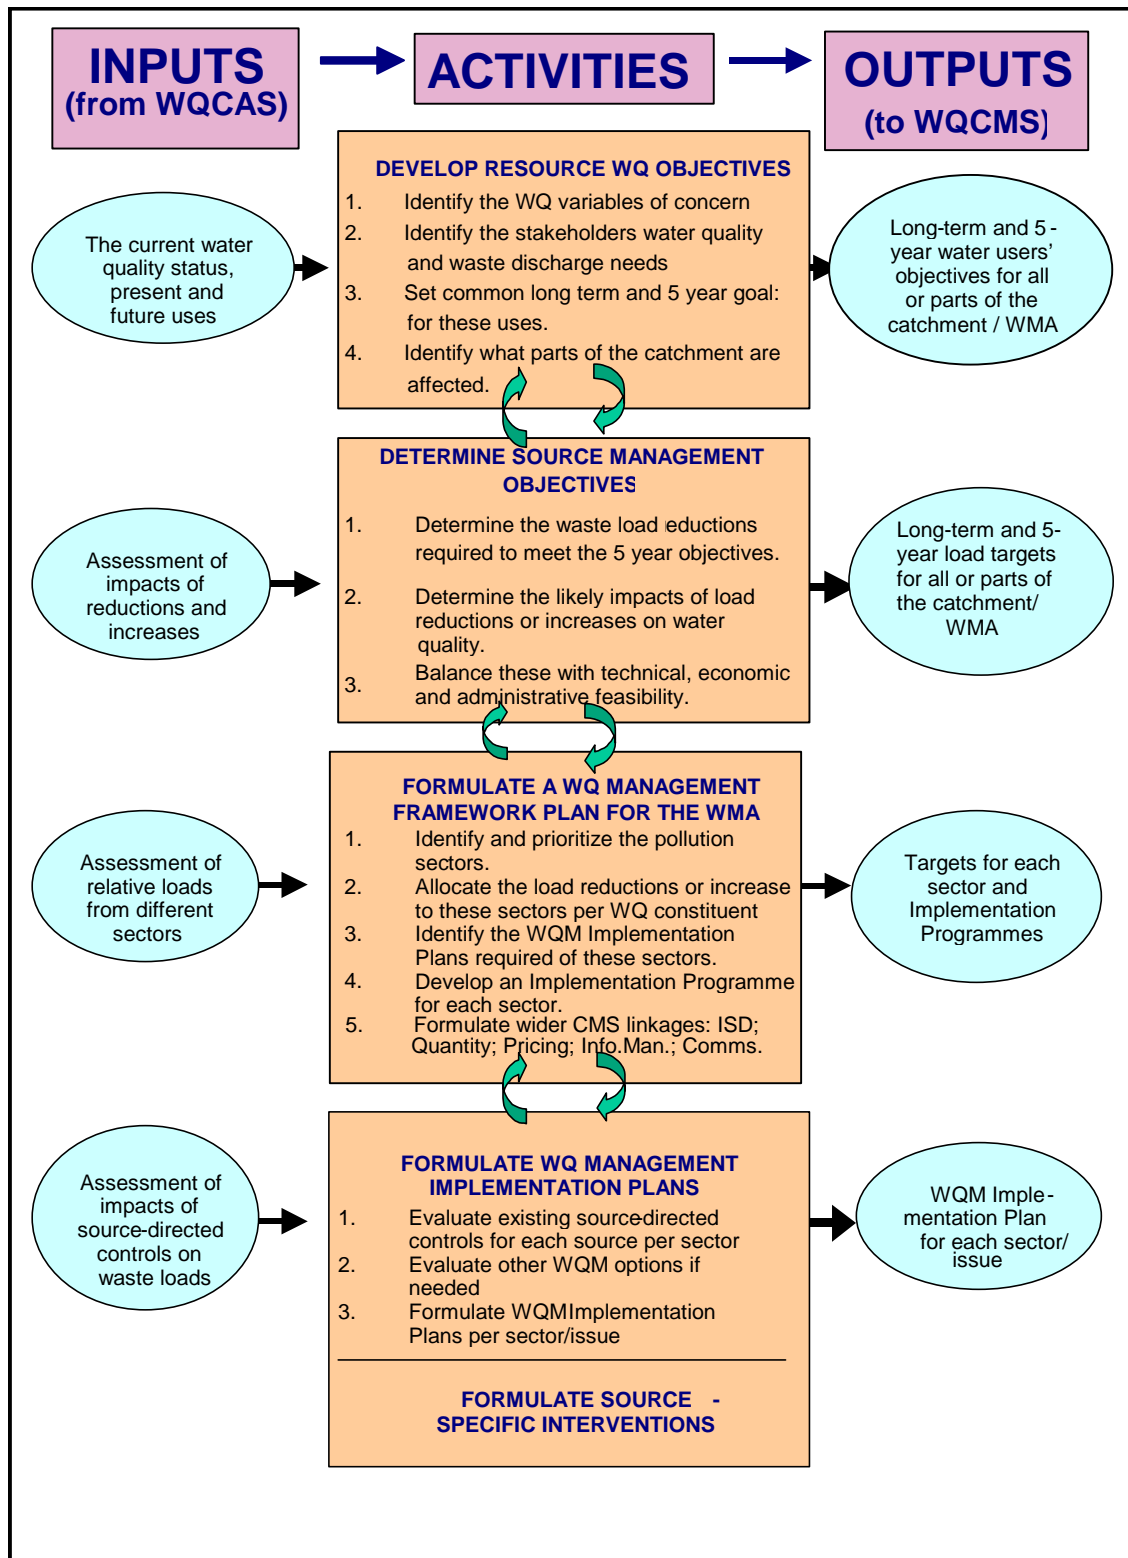 INPUTS
(from WQCAS)
ACTIVITIES
OUTPUTS
(to WQCMS)
DEVELOP RESOURCE WQ OBJECTIVES
1. Identify the WQ variables of concern
2. Identify the stakeholders water quality
and waste discharge needs
3. Set common long term and 5 year goal:
for these uses.
4. Identify what parts of the catchment are
affected.
The current water
quality status,
present and
future uses
Long-term and 5 -
year water users'
objectives for all
or parts of the
catchment / WMA
DETERMINE SOURCE MANAGEMENT
OBJECTIVES
1. Determine the waste load eductions
required to meet the 5 year objectives.
2. Determine the likely impacts of load
reductions or increases on water
quality.
3. Balance these with technical, economic
and administrative feasibility.
Assessment of
impacts of
reductions and
increases
Long-term and 5-
year load targets
for all or parts of
the catchment/
WMA
FORMULATE A WQ MANAGEMENT
FRAMEWORK PLAN FOR THE WMA
1. Identify and prioritize the pollution
sectors.
2. Allocate the load reductions or increase
to these sectors per WQ constituent
3. Identify the WQM Implementation
Plans required of these sectors.
4. Develop an Implementation Programme
for each sector.
5. Formulate wider CMS linkages: ISD;
Quantity; Pricing; Info.Man.; Comms.
Assessment of
relative loads
from different
sectors
Targets for each
sector and
Implementation
Programmes
FORMULATE WQ MANAGEMENT
IMPLEMENTATION PLANS
1. Evaluate existing source-directed
controls for each source per sector
2. Evaluate other WQM options if
needed
3. Formulate WQM Implementation
Plans per sector/issue
FORMULATE SOURCE -
SPECIFIC INTERVENTIONS
Assessment of
impacts of
source-directed
controls on
waste loads
WQM Imple-
mentation Plan
for each sector/
issue